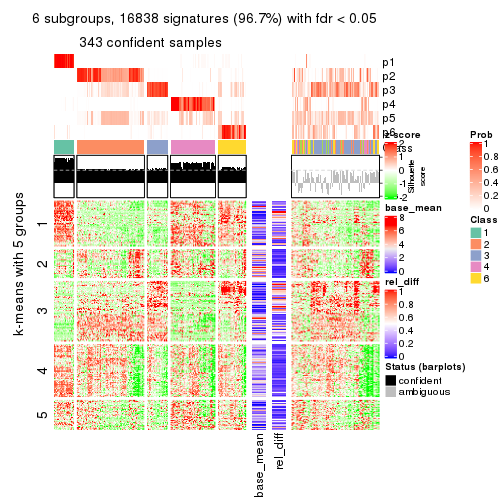 6 subgroups, 16838 signatures (96.7%) with fdr < 0.05
343 confident samples
p1
p2
p3
p4
p5
p6
Class
k-means with 5 groups
1
2
3
4
5
Silhouette
score
base_mean
rel_diff
z-score
2
1
0
-1
-2
base_mean
8
6
4
2
0
rel_diff
1
0.8
0.6
0.4
0.2
0
Status (barplots)
confident
ambiguous
Prob
1
0.8
0.6
0.4
0.2
0
Class
1
2
3
4
6